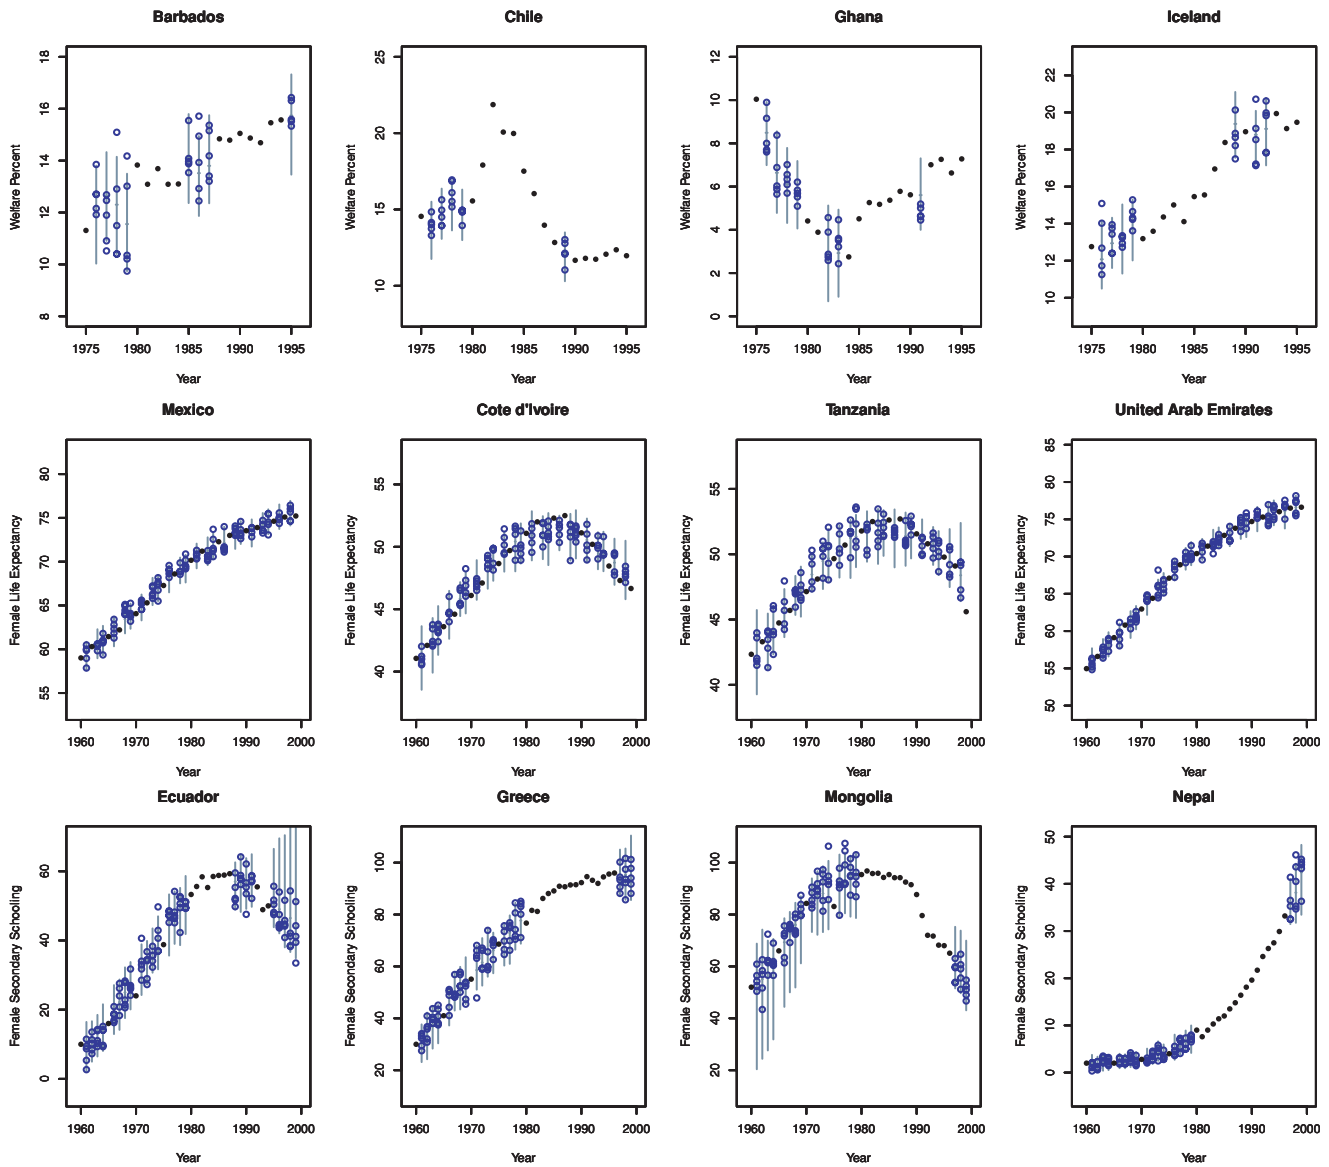 Barbados
Chile
Ghana
Iceland
Welfare Percent
8 10 12 14 16 18
1975 1980 1985 1990 1995
Year
Welfare Percent
10 15 20 25
1975 1980 1985 1990 1995
Year
Welfare Percent
0 2 4 6 8 10 12
1975 1980 1985 1990 1995
Year
Welfare Percent
10 12 14 16 18 20 22
1975 1980 1985 1990 1995
Year
Mexico
Cote d'Ivoire
Tanzania
United Arab Emirates
Female Life Expectancy
55 60 65 70 75 80
1960 1970 1980 1990 2000
Year
Female Life Expectancy
40 45 50 55
1960 1970 1980 1990 2000
Year
Female Life Expectancy
40 45 50 55
1960 1970 1980 1990 2000
Year
Female Life Expectancy
50 55 60 65 70 75 80 85
1960 1970 1980 1990 2000
Year
Ecuador
Greece
Mongolia
Nepal
Female Secondary Schooling
0 20 40 60
1960 1970 1980 1990 2000
Year
Female Secondary Schooling
20 40 60 80 100
1960 1970 1980 1990 2000
Year
Female Secondary Schooling
20 40 60 80 100
1960 1970 1980 1990 2000
Year
Female Secondary Schooling
0 10 20 30 40 50
1960 1970 1980 1990 2000
Year